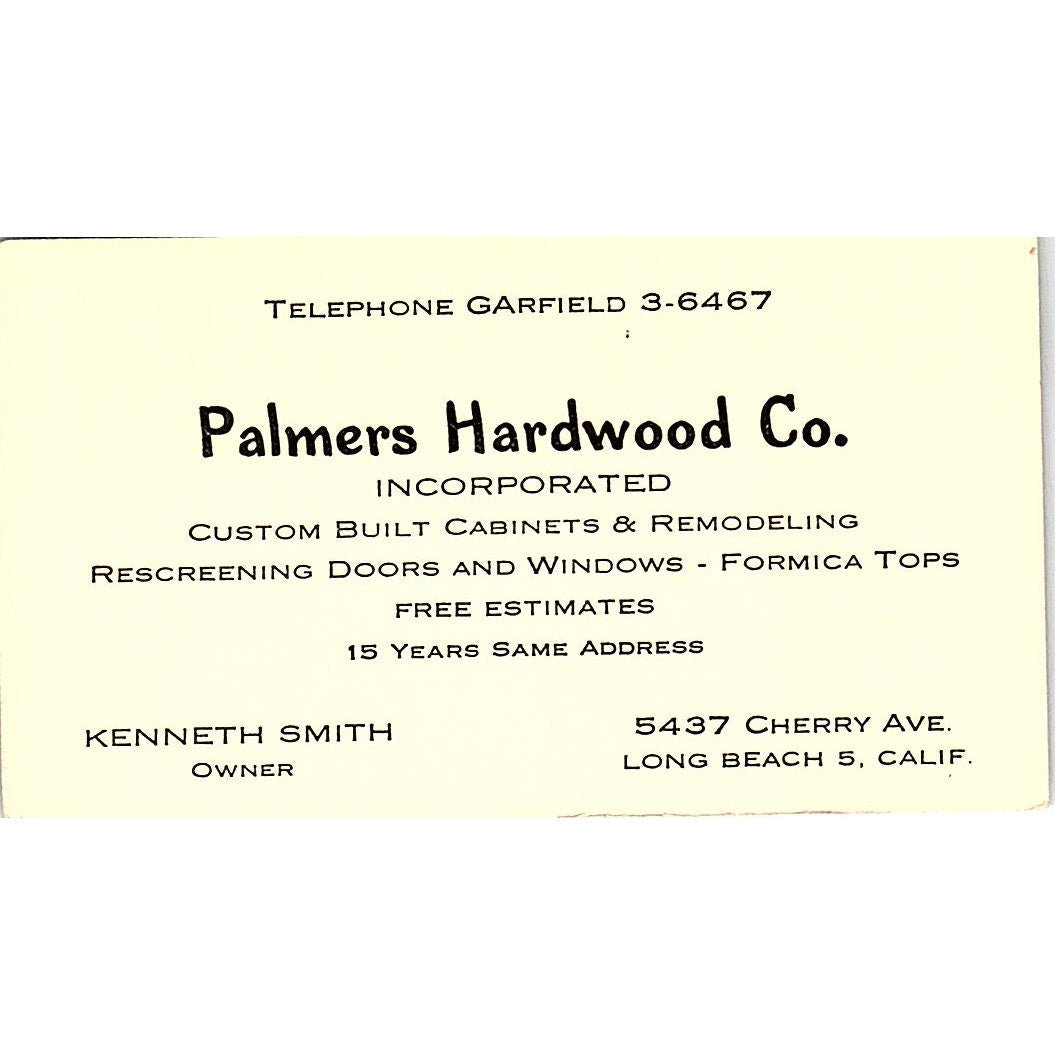 TELEPHONE GARFIELD 3-6467
Palmers Hardwood Co.
INCORPORATED
CUSTOM BUILT CABINETS & REMODELING
RESCREENING DOORS AND WINDOWS - FORMICA TOPS
FREE ESTIMATES
15 YEARS SAME ADDRESS
KENNETH SMITH
OWNER
5437 CHERRY AVE.
LONG BEACH 5, CALIF.